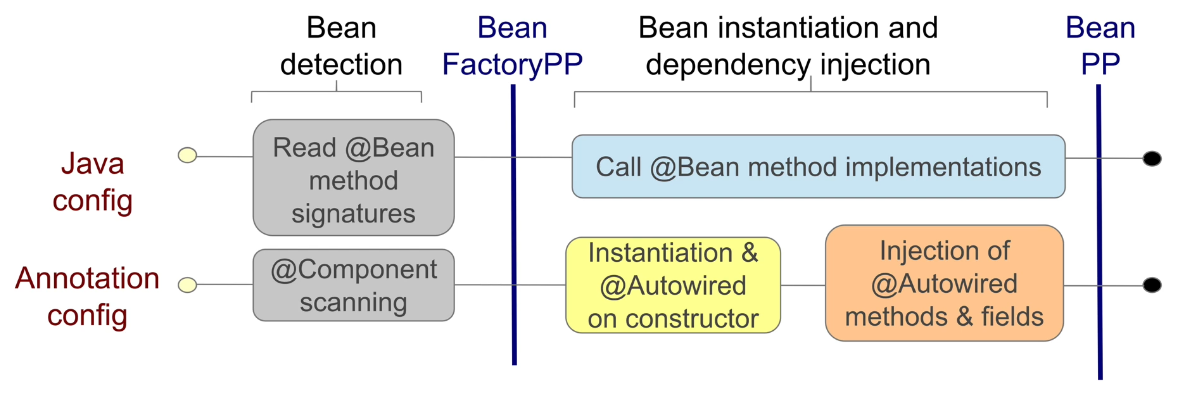 Bean
detection
Bean
FactoryPP
Bean instantiation and
dependency injection
Bean
PP
Java
config
Read @Bean
method
signatures
Call @Bean method implementations
Annotation
config
@Component
scanning
Instantiation &
@Autowired
on constructor
Injection of
@Autowired
methods & fields